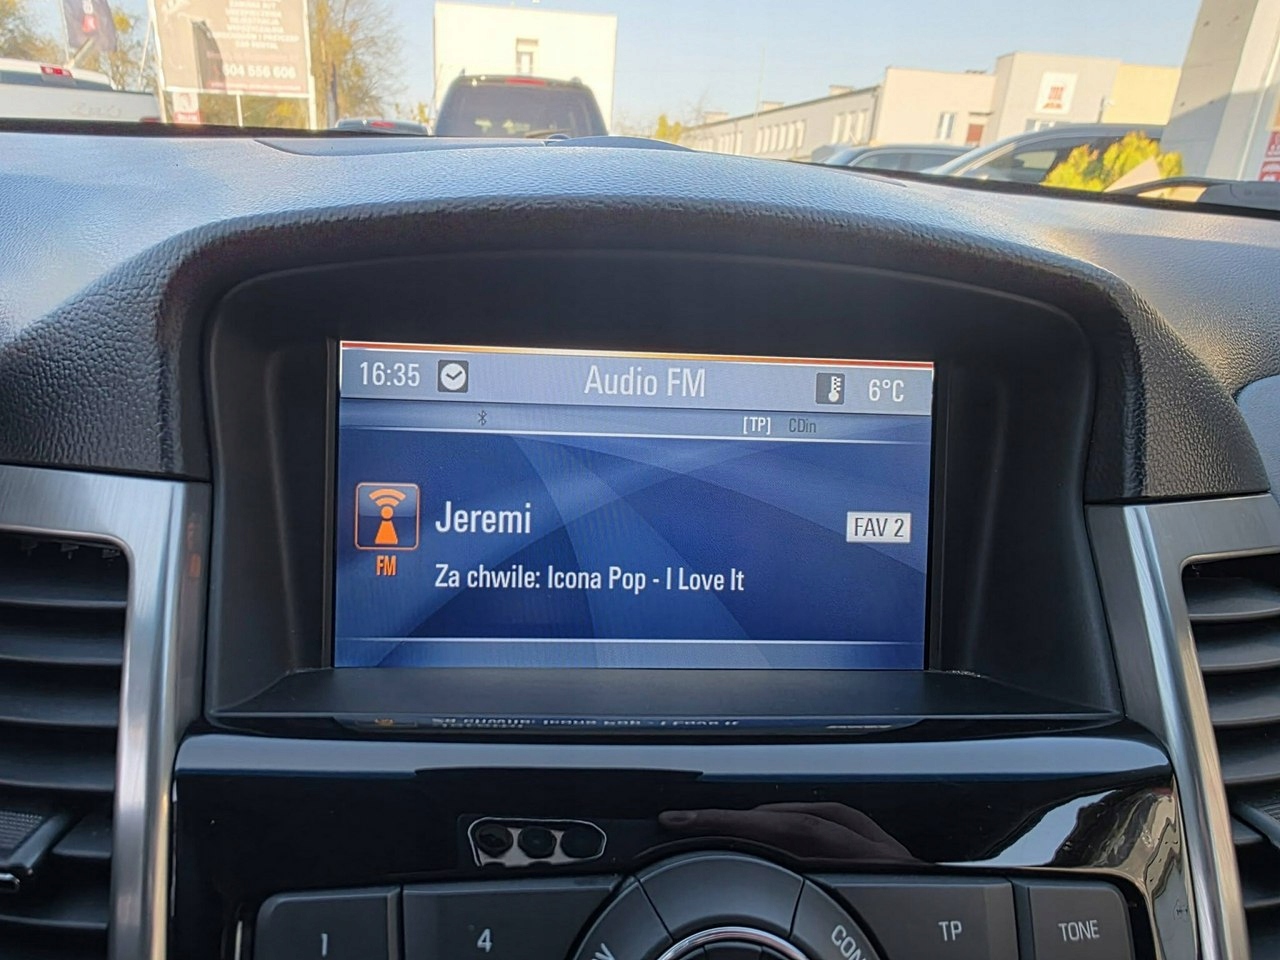 604 656 606
16:35
Audio FM
6°C
[TP] CDin
Jeremi
FAV 2
FM
Za chwile: Icona Pop - I Love It
1
4
TP
TONE